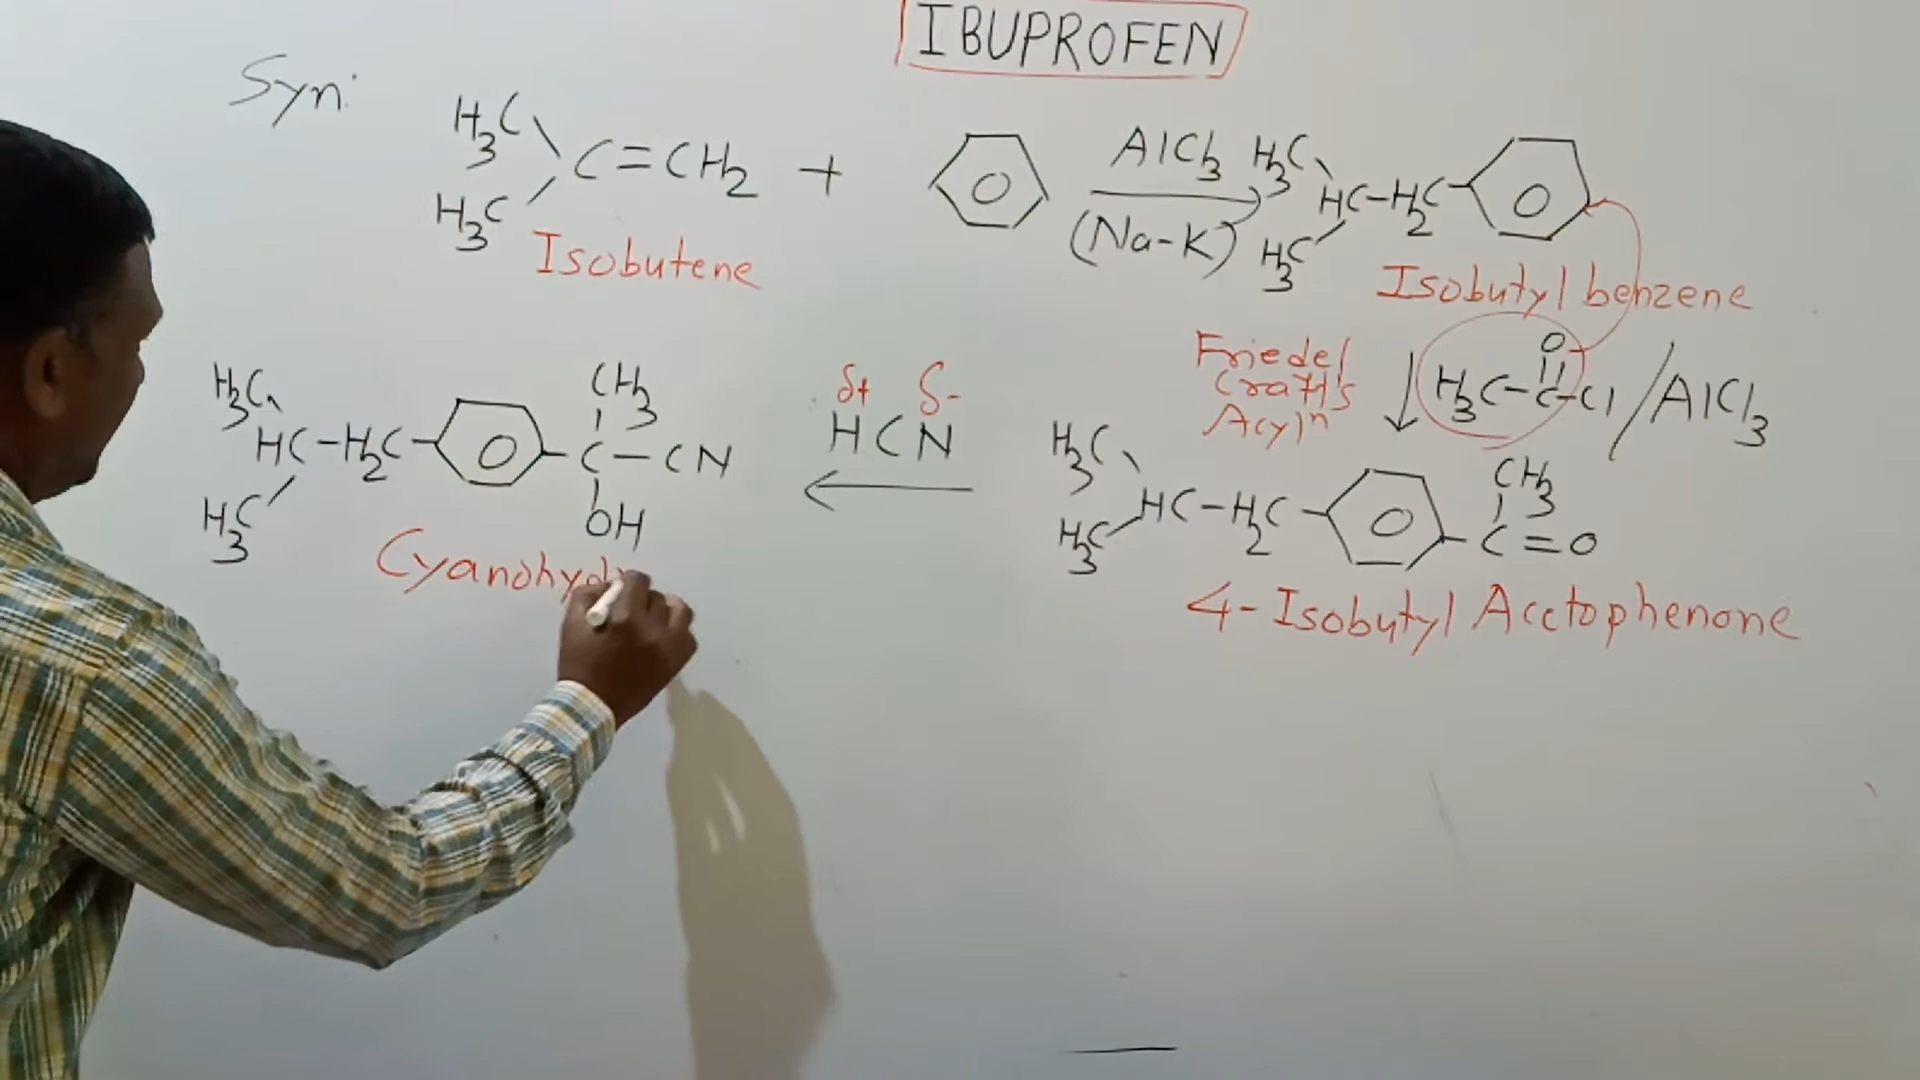 IBUPROFEN
Syn:
H3C
C=CH2 +
H3C
Isobutene
AlCl3
(Na-K)
H3C
HC-H2C
H3C
Isobutyl benzene
Friedel
Crafts
Acyln
O
H3C-C-Cl / AlCl3
H3C
HC-H2C
H3C
CH3
C=O
4-Isobutyl Acetophenone
δ+ δ-
HCN
H3C
HC-H2C
H3C
CH3
C-CN
OH
Cyanohyd